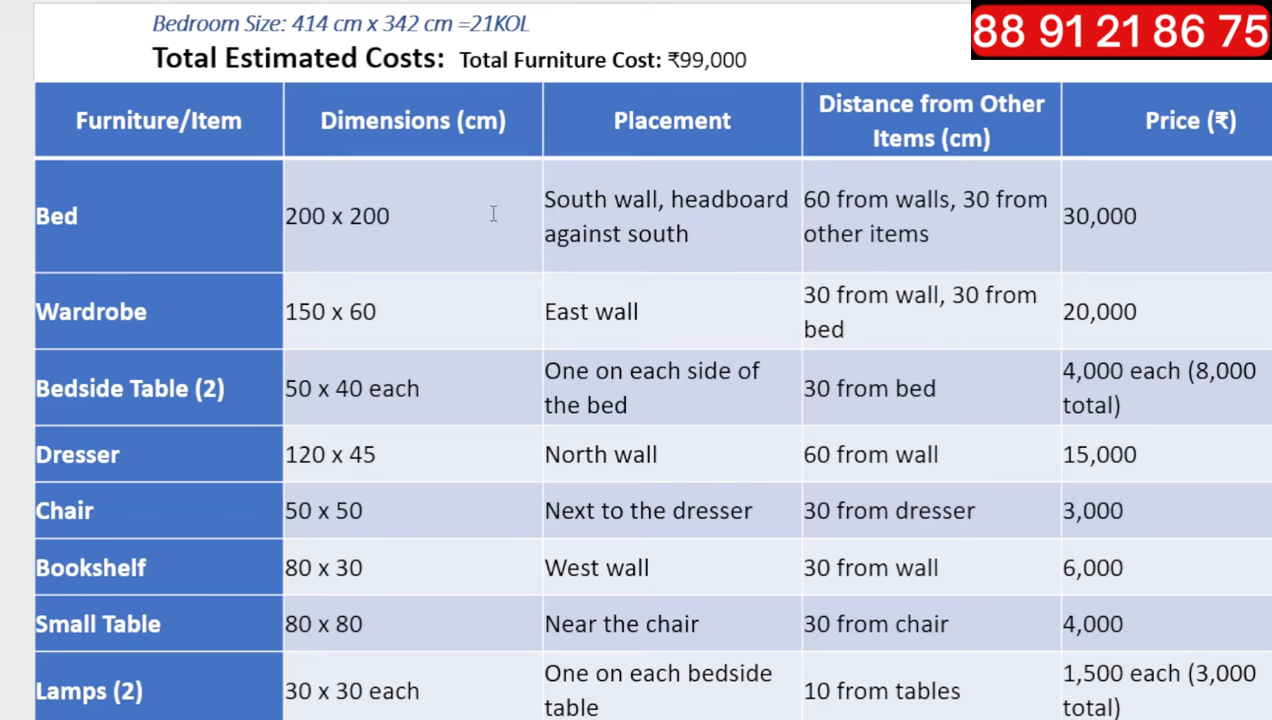 Bedroom Size: 414 cm x 342 cm =21KOL
88 91 21 86 75
Total Estimated Costs: Total Furniture Cost: ₹99,000
Furniture/Item Dimensions (cm) Placement Distance from Other Items (cm) Price (₹)
Bed 200 x 200 South wall, headboard against south 60 from walls, 30 from other items 30,000
Wardrobe 150 x 60 East wall 30 from wall, 30 from bed 20,000
Bedside Table (2) 50 x 40 each One on each side of the bed 30 from bed 4,000 each (8,000 total)
Dresser 120 x 45 North wall 60 from wall 15,000
Chair 50 x 50 Next to the dresser 30 from dresser 3,000
Bookshelf 80 x 30 West wall 30 from wall 6,000
Small Table 80 x 80 Near the chair 30 from chair 4,000
Lamps (2) 30 x 30 each One on each bedside table 10 from tables 1,500 each (3,000 total)